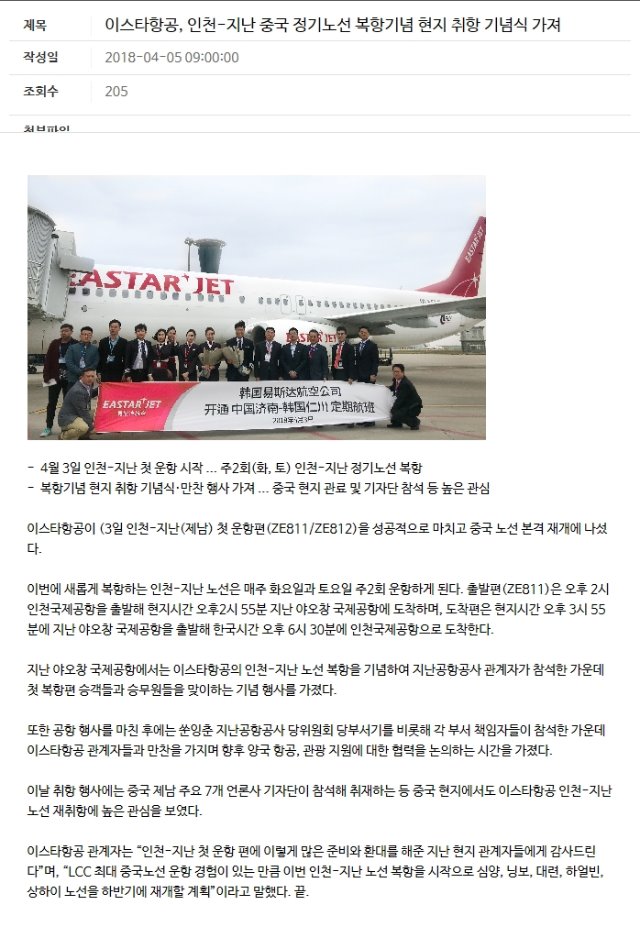 제목 이스타항공, 인천-지난 중국 정기노선 복항기념 현지 취항 기념식 가져
작성일 2018-04-05 09:00:00
조회수 205
첨부파일
EASTAR JET
EASTAR JET
EASTAR JET
韩国易斯达航空公司
EASTAR JET
开通 中国济南-韩国仁川 定期航班
- 4월 3일 인천-지난 첫 운항 시작 ... 주2회(화, 토) 인천-지난 정기노선 복항
- 복항기념 현지 취항 기념식·만찬 행사 가져 ... 중국 현지 관료 및 기자단 참석 등 높은 관심
이스타항공이 (3일 인천-지난(제남) 첫 운항편(ZE811/ZE812)을 성공적으로 마치고 중국 노선 본격 재개에 나섰
다.
이번에 새롭게 복항하는 인천-지난 노선은 매주 화요일과 토요일 주2회 운항하게 된다. 출발편(ZE811)은 오후 2시
인천국제공항을 출발해 현지시간 오후2시 55분 지난 야오창 국제공항에 도착하며, 도착편은 현지시간 오후 3시 55
분에 지난 야오창 국제공항을 출발해 한국시간 오후 6시 30분에 인천국제공항으로 도착한다.
지난 야오창 국제공항에서는 이스타항공의 인천-지난 노선 복항을 기념하여 지난공항공사 관계자가 참석한 가운데
첫 복항편 승객들과 승무원들을 맞이하는 기념 행사를 가졌다.
또한 공항 행사를 마친 후에는 쑨잉춘 지난공항공사 당위원회 당부서기를 비롯해 각 부서 책임자들이 참석한 가운데
이스타항공 관계자들과 만찬을 가지며 향후 양국 항공, 관광 지원에 대한 협력을 논의하는 시간을 가졌다.
이날 취항 행사에는 중국 제남 주요 7개 언론사 기자단이 참석해 취재하는 등 중국 현지에서도 이스타항공 인천-지난
노선 재취항에 높은 관심을 보였다.
이스타항공 관계자는 “인천-지난 첫 운항 편에 이렇게 많은 준비와 환대를 해준 지난 현지 관계자들에게 감사드린
다”며, “LCC 최대 중국노선 운항 경험이 있는 만큼 이번 인천-지난 노선 복항을 시작으로 심양, 닝보, 대련, 하얼빈,
상하이 노선을 하반기에 재개할 계획”이라고 말했다. 끝.